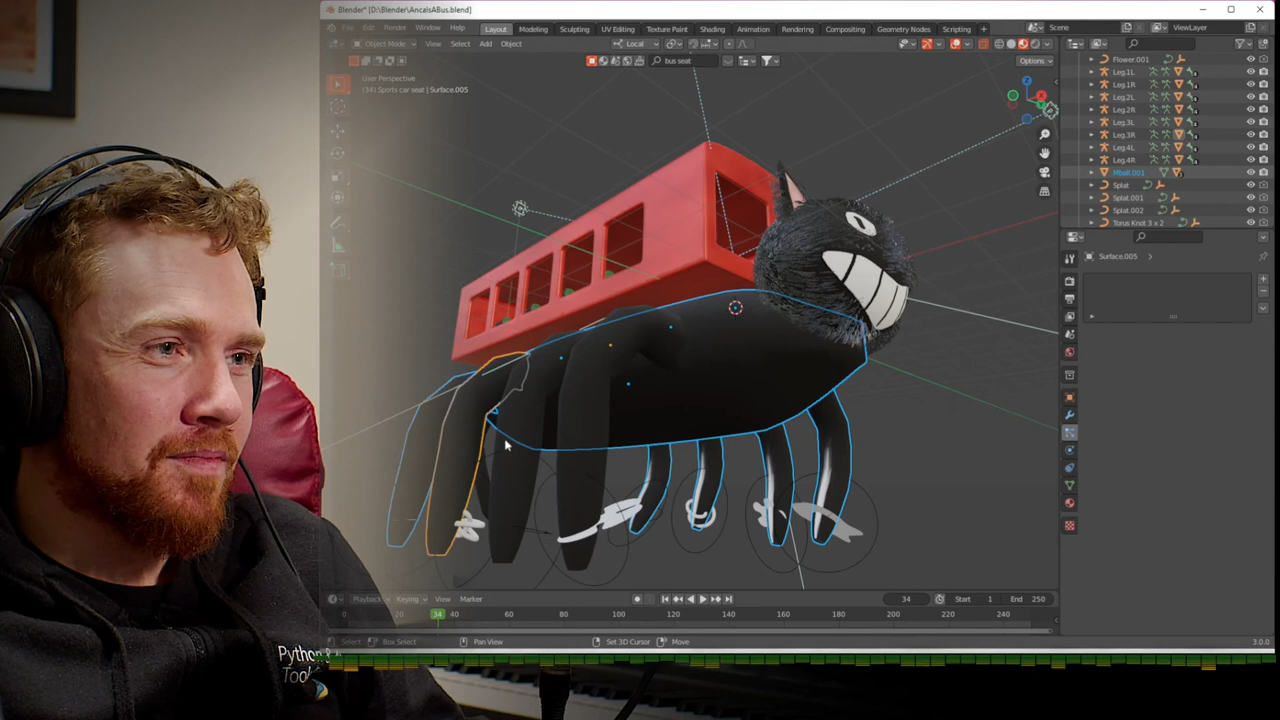 Blender* [D:\Blender\AncalsABus.blend]
File Edit Render Window Help Layout Modeling Sculpting UV Editing Texture Paint Shading Animation Rendering Compositing Geometry Nodes Scripting + Scene ViewLayer
Object Mode View Select Add Object Local
bus seat Options
User Perspective
(34) Sports car seat | Surface.005
Flower.001
Leg.1L
Leg.1R
Leg.2L
Leg.2R
Leg.3L
Leg.3R
Leg.4L
Leg.4R
Mball.001
Splat
Splat.001
Splat.002
Torus Knot 3 x 2
Surface.005
Playback Keying View Marker 34 Start 1 End 250
0 20 34 40 60 80 100 120 140 160 180 200 220 240
Select Box Select Pan View Set 3D Cursor Move 3.0.0
Python